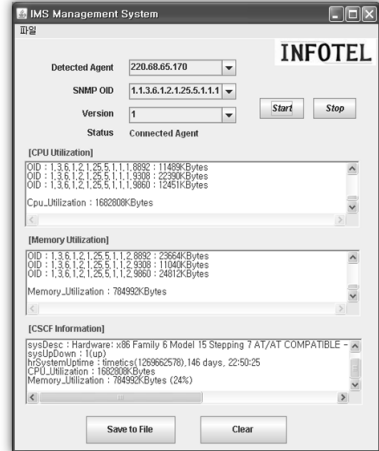 IMS Management System
파일
INFOTEL
Detected Agent 220.68.65.170
SNMP OID 1.1.3.6.1.2.1.25.5.1.1.1
Version 1
Start Stop
Status Connected Agent
[CPU Utilization]
OID : 1,3,6,1,2,1,25,5,1,1,1,8892 : 11489KBytes
OID : 1,3,6,1,2,1,25,5,1,1,1,9308 : 22390KBytes
OID : 1,3,6,1,2,1,25,5,1,1,1,9860 : 12451KBytes
Cpu_Utilization : 1682808KBytes
[Memory Utilization]
OID : 1,3,6,1,2,1,25,5,1,1,2,8892 : 23664KBytes
OID : 1,3,6,1,2,1,25,5,1,1,2,9308 : 11040KBytes
OID : 1,3,6,1,2,1,25,5,1,1,2,9860 : 24812KBytes
Memory_Utilization : 784992KBytes
[CSCF Information]
sysDesc : Hardware: x86 Family 6 Model 15 Stepping 7 AT/AT COMPATIBLE -
sysUpDown : 1(up)
hrSystemUptime : timetics(1269662578),146 days, 22:50:25
CPU_Utilization : 1682808KBytes
Memory_Utilization : 784992KBytes (24%)
Save to File Clear